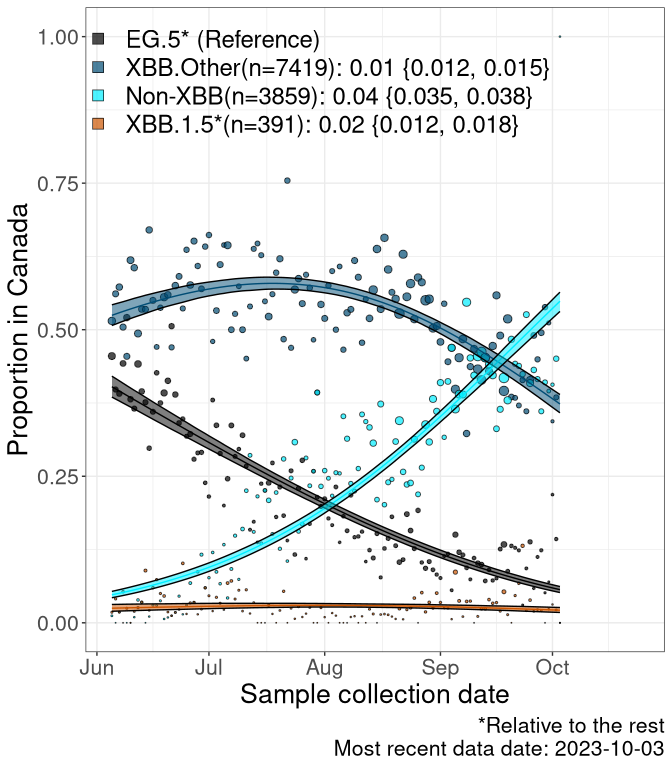 1.00
0.75
0.50
0.25
0.00
Proportion in Canada
EG.5* (Reference)
XBB.Other(n=7419): 0.01 {0.012, 0.015}
Non-XBB(n=3859): 0.04 {0.035, 0.038}
XBB.1.5*(n=391): 0.02 {0.012, 0.018}
Jun Jul Aug Sep Oct
Sample collection date
*Relative to the rest
Most recent data date: 2023-10-03